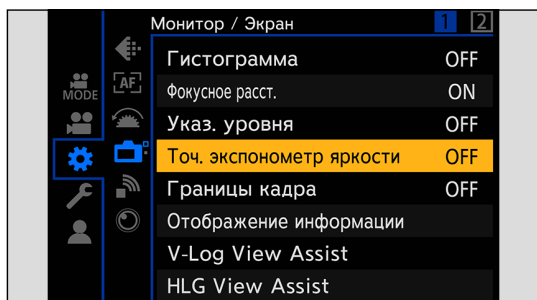 Монитор / Экран 1 2
Гистограмма OFF
Фокусное расст. ON
Указ. уровня OFF
Точ. экспонометр яркости OFF
Границы кадра OFF
Отображение информации
V-Log View Assist
HLG View Assist
MODE
AF